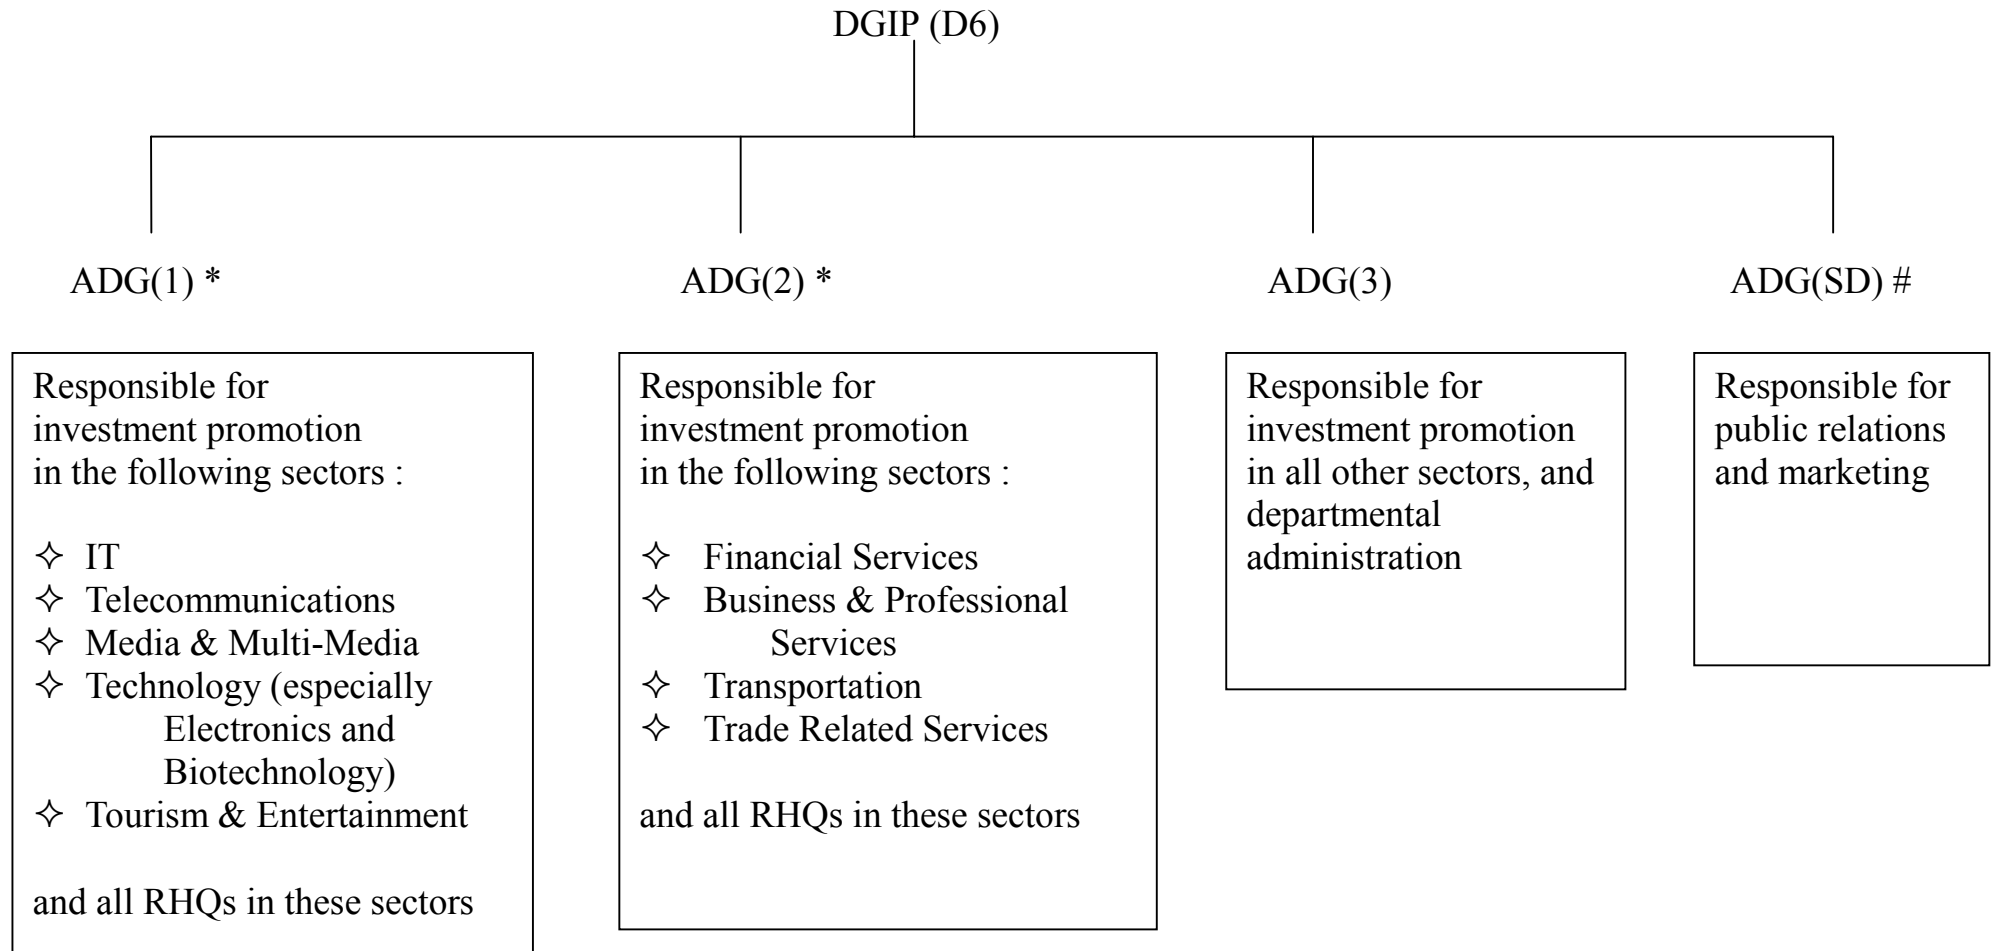 DGIP (D6)
ADG(1) *
ADG(2) *
ADG(3)
ADG(SD) #
Responsible for
investment promotion
in the following sectors :
✧ IT
✧ Telecommunications
✧ Media & Multi-Media
✧ Technology (especially
Electronics and
Biotechnology)
✧ Tourism & Entertainment
and all RHQs in these sectors
Responsible for
investment promotion
in the following sectors :
✧ Financial Services
✧ Business & Professional
Services
✧ Transportation
✧ Trade Related Services
and all RHQs in these sectors
Responsible for
investment promotion
in all other sectors, and
departmental
administration
Responsible for
public relations
and marketing